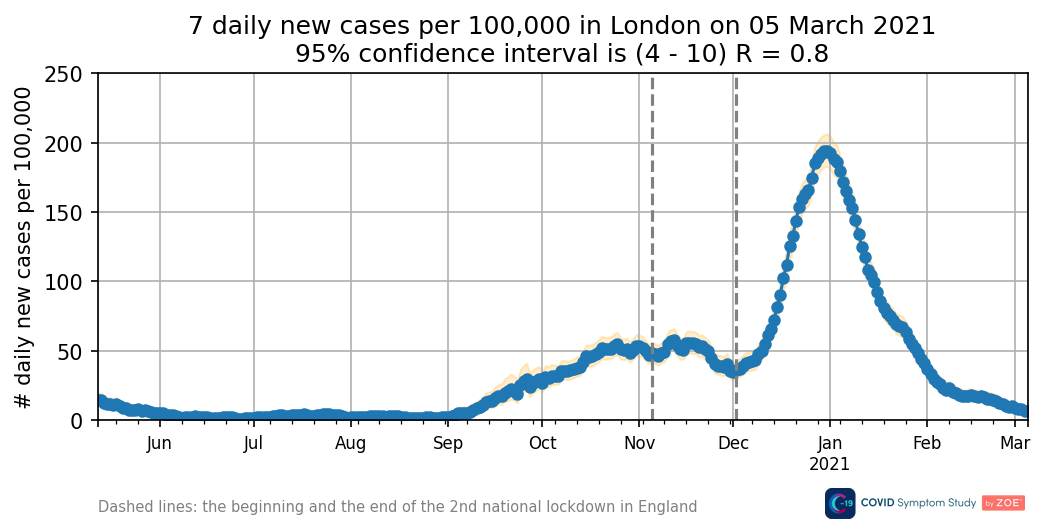 7 daily new cases per 100,000 in London on 05 March 2021
95% confidence interval is (4 - 10) R = 0.8
# daily new cases per 100,000
250
200
150
100
50
0
Jun Jul Aug Sep Oct Nov Dec Jan Feb Mar
2021
Dashed lines: the beginning and the end of the 2nd national lockdown in England
C-19 COVID Symptom Study by ZOE